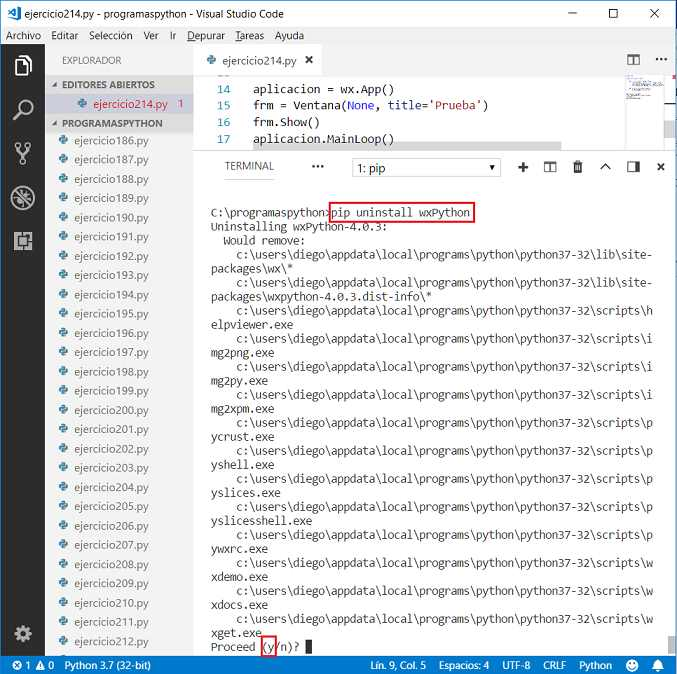 ejercicio214.py - programaspython - Visual Studio Code
Archivo Editar Selección Ver Ir Depurar Tareas Ayuda
EXPLORADOR
EDITORES ABIERTOS
ejercicio214.py 1
PROGRAMASPYTHON
ejercicio186.py
ejercicio187.py
ejercicio188.py
ejercicio189.py
ejercicio190.py
ejercicio191.py
ejercicio192.py
ejercicio193.py
ejercicio194.py
ejercicio195.py
ejercicio196.py
ejercicio197.py
ejercicio198.py
ejercicio199.py
ejercicio200.py
ejercicio201.py
ejercicio202.py
ejercicio203.py
ejercicio204.py
ejercicio205.py
ejercicio206.py
ejercicio207.py
ejercicio208.py
ejercicio209.py
ejercicio210.py
ejercicio211.py
ejercicio212.py
ejercicio214.py
14 aplicacion = wx.App()
15 frm = Ventana(None, title='Prueba')
16 frm.Show()
17 aplicacion.MainLoop()
TERMINAL ••• 1: pip
C:\programaspython>pip uninstall wxPython
Uninstalling wxPython-4.0.3:
Would remove:
c:\users\diego\appdata\local\programs\python\python37-32\lib\site-
packages\wx\*
c:\users\diego\appdata\local\programs\python\python37-32\lib\site-
packages\wxpython-4.0.3.dist-info\*
c:\users\diego\appdata\local\programs\python\python37-32\scripts\h
elpviewer.exe
c:\users\diego\appdata\local\programs\python\python37-32\scripts\i
mg2png.exe
c:\users\diego\appdata\local\programs\python\python37-32\scripts\i
mg2py.exe
c:\users\diego\appdata\local\programs\python\python37-32\scripts\i
mg2xpm.exe
c:\users\diego\appdata\local\programs\python\python37-32\scripts\p
ycrust.exe
c:\users\diego\appdata\local\programs\python\python37-32\scripts\p
yshell.exe
c:\users\diego\appdata\local\programs\python\python37-32\scripts\p
yslices.exe
c:\users\diego\appdata\local\programs\python\python37-32\scripts\p
yslicesshell.exe
c:\users\diego\appdata\local\programs\python\python37-32\scripts\p
ywxrc.exe
c:\users\diego\appdata\local\programs\python\python37-32\scripts\w
xdemo.exe
c:\users\diego\appdata\local\programs\python\python37-32\scripts\w
xdocs.exe
c:\users\diego\appdata\local\programs\python\python37-32\scripts\w
xget.exe
Proceed (y/n)?
1 0 Python 3.7 (32-bit) Lín. 9, Col. 5 Espacios: 4 UTF-8 CRLF Python